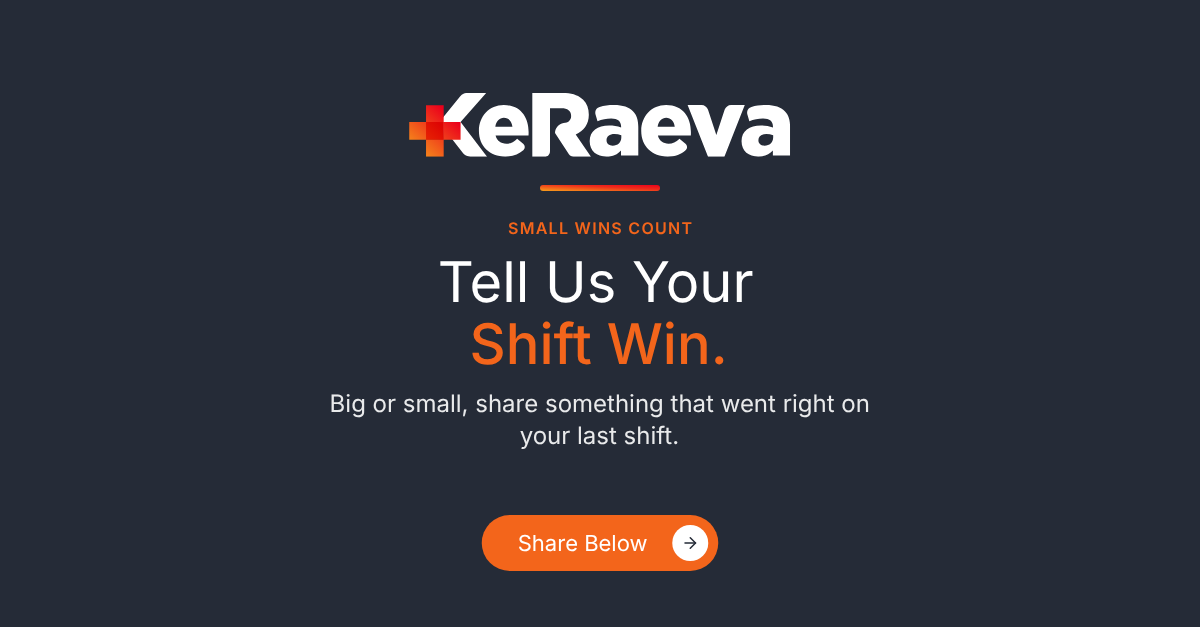 KeRaeva
SMALL WINS COUNT
Tell Us Your
Shift Win.
Big or small, share something that went right on
your last shift.
Share Below